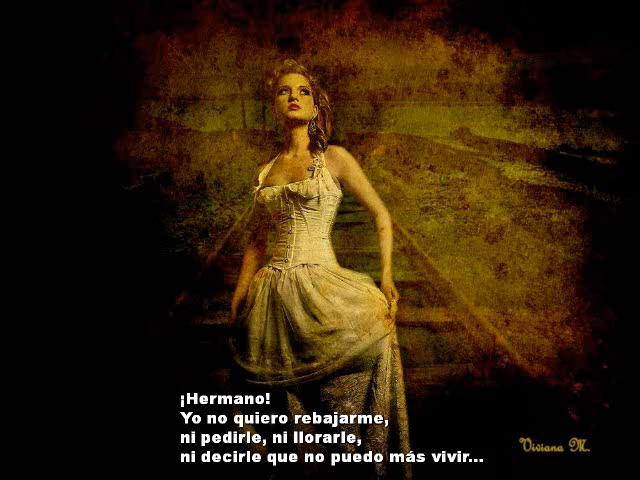 ¡Hermano!
Yo no quiero rebajarme,
ni pedirle, ni llorarle,
ni decirle que no puedo más vivir...
Viviana M.